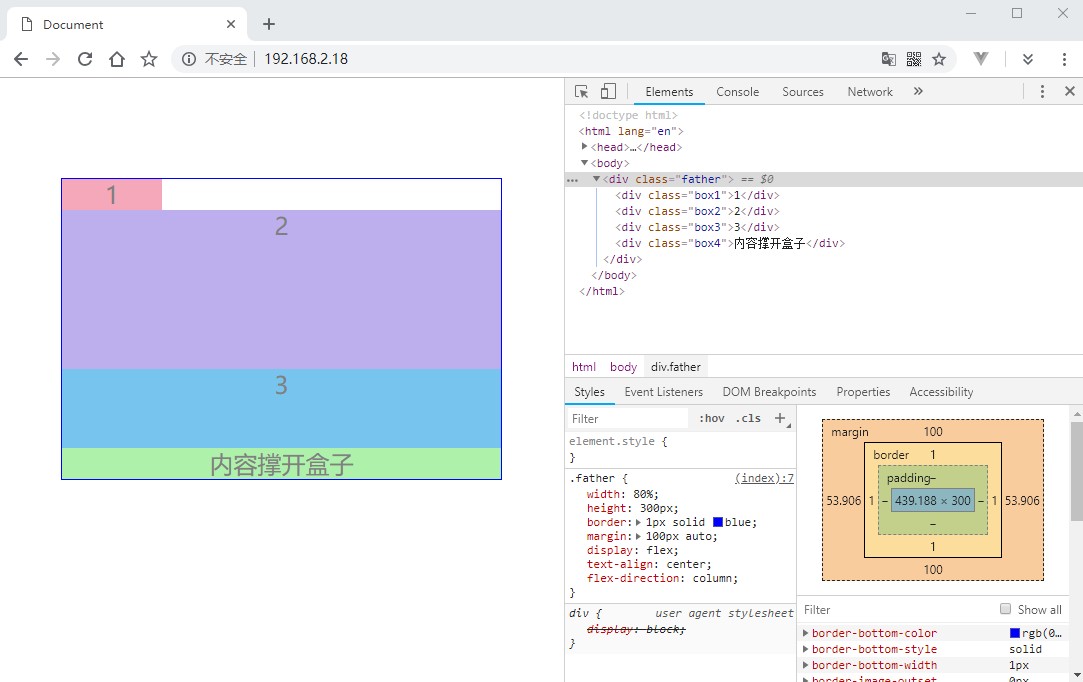 Document
不安全 192.168.2.18
1
2
3
内容撑开盒子
Elements Console Sources Network »
<!doctype html>
<html lang="en">
<head>…</head>
<body>
<div class="father"> == $0
<div class="box1">1</div>
<div class="box2">2</div>
<div class="box3">3</div>
<div class="box4">内容撑开盒子</div>
</div>
</body>
</html>
html body div.father
Styles Event Listeners DOM Breakpoints Properties Accessibility
Filter :hov .cls +
element.style {
}
.father { (index):7
width: 80%;
height: 300px;
border: 1px solid blue;
margin: 100px auto;
display: flex;
text-align: center;
flex-direction: column;
}
div { user agent stylesheet
display: block;
}
margin 100
border 1
padding –
53.906 1 – 439.188 × 300 – 1 53.906
–
1
100
Filter Show all
border-bottom-color rgb(0…
border-bottom-style solid
border-bottom-width 1px
border-image-outset 0px